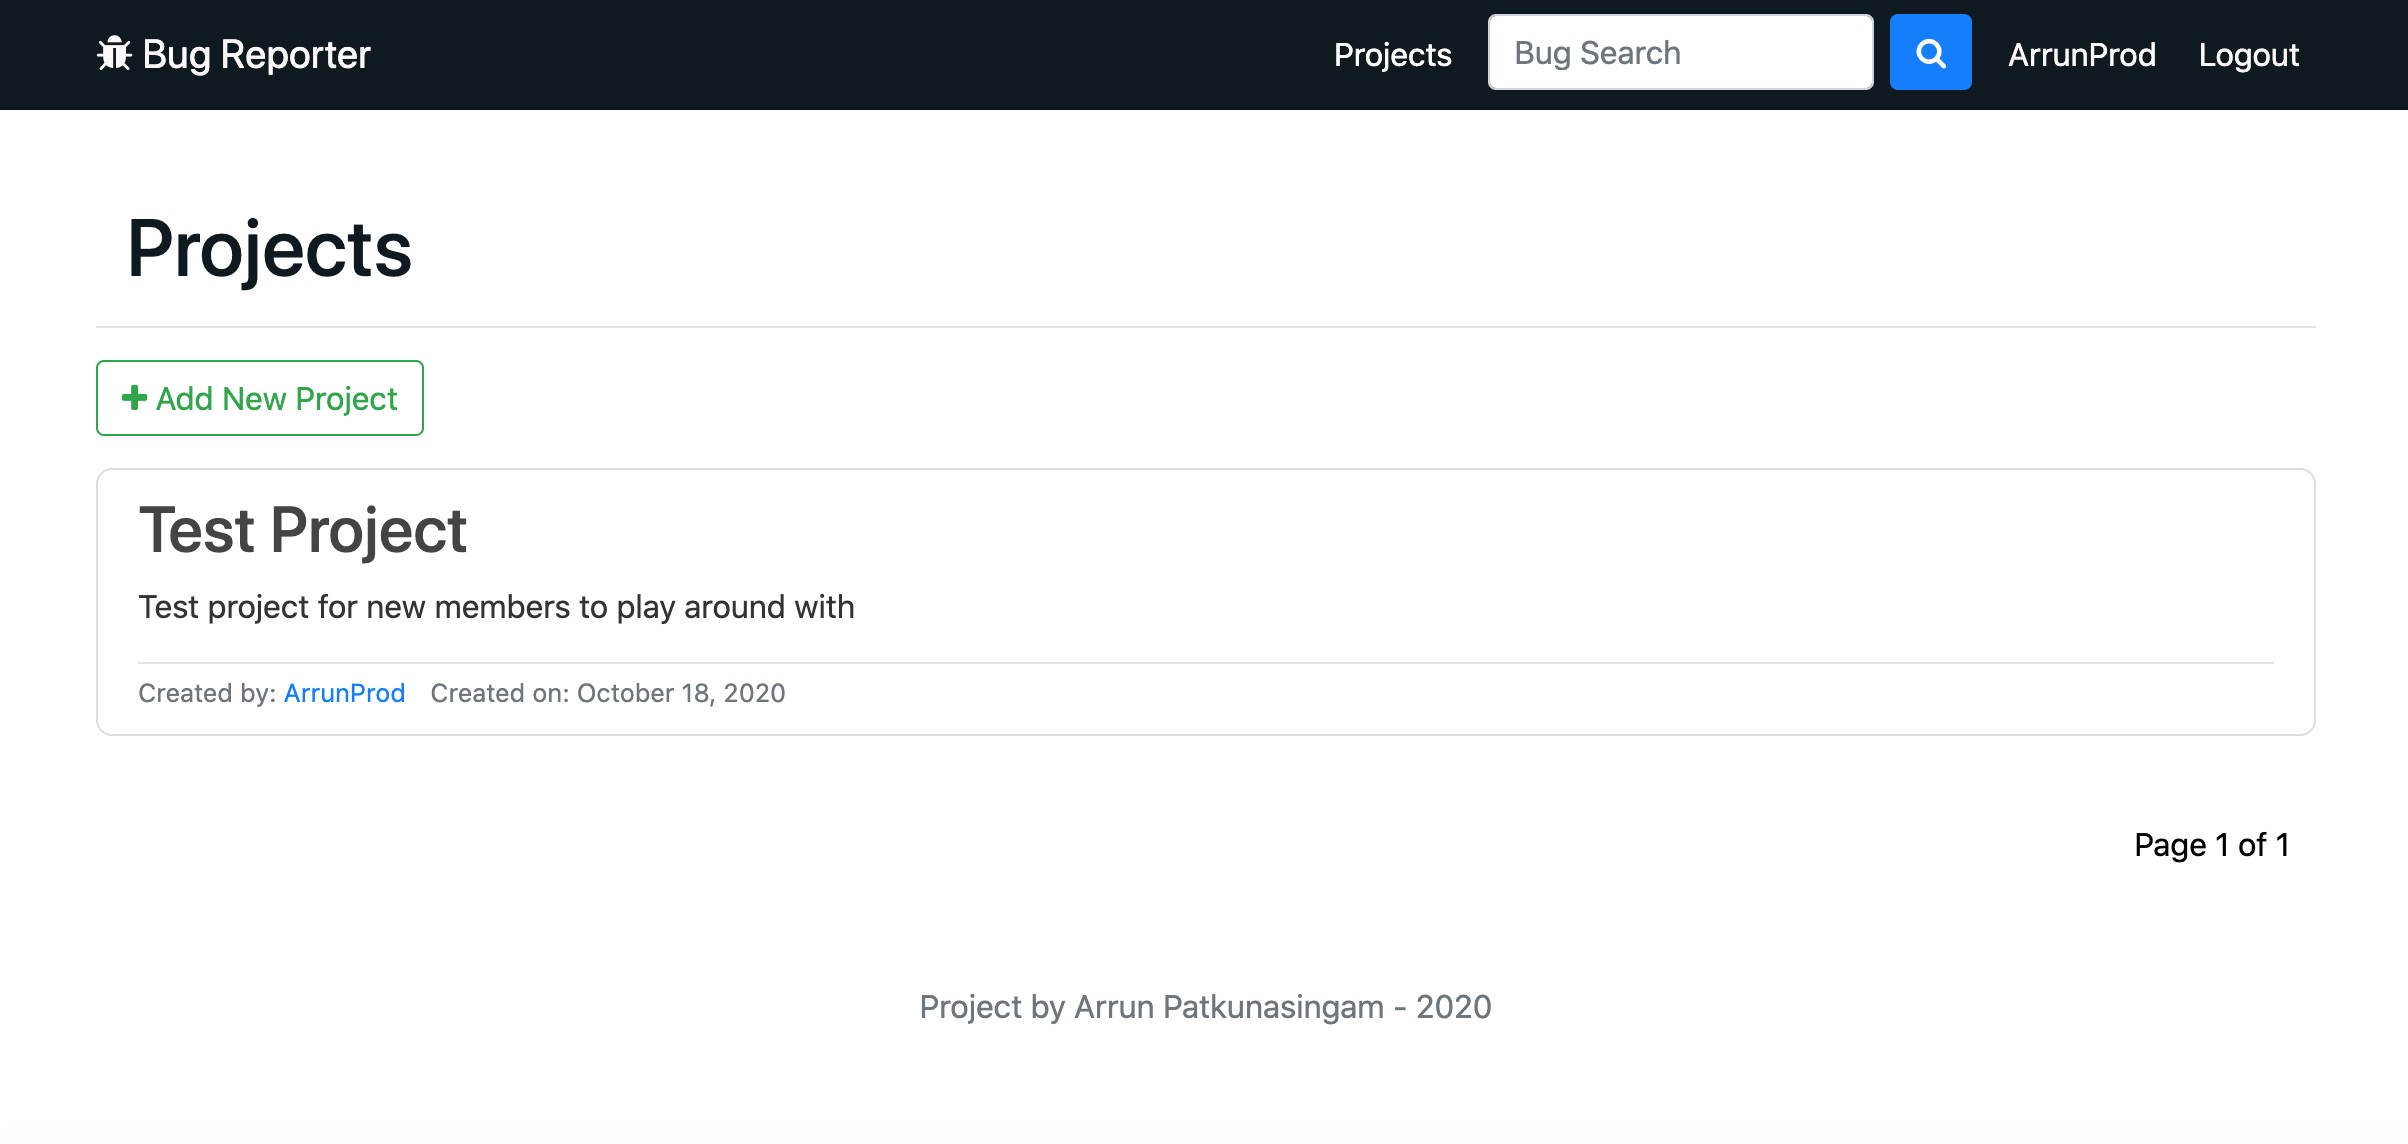 Bug Reporter
Projects
Bug Search
ArrunProd
Logout
Projects
Add New Project
Test Project
Test project for new members to play around with
Created by: ArrunProd Created on: October 18, 2020
Page 1 of 1
Project by Arrun Patkunasingam - 2020